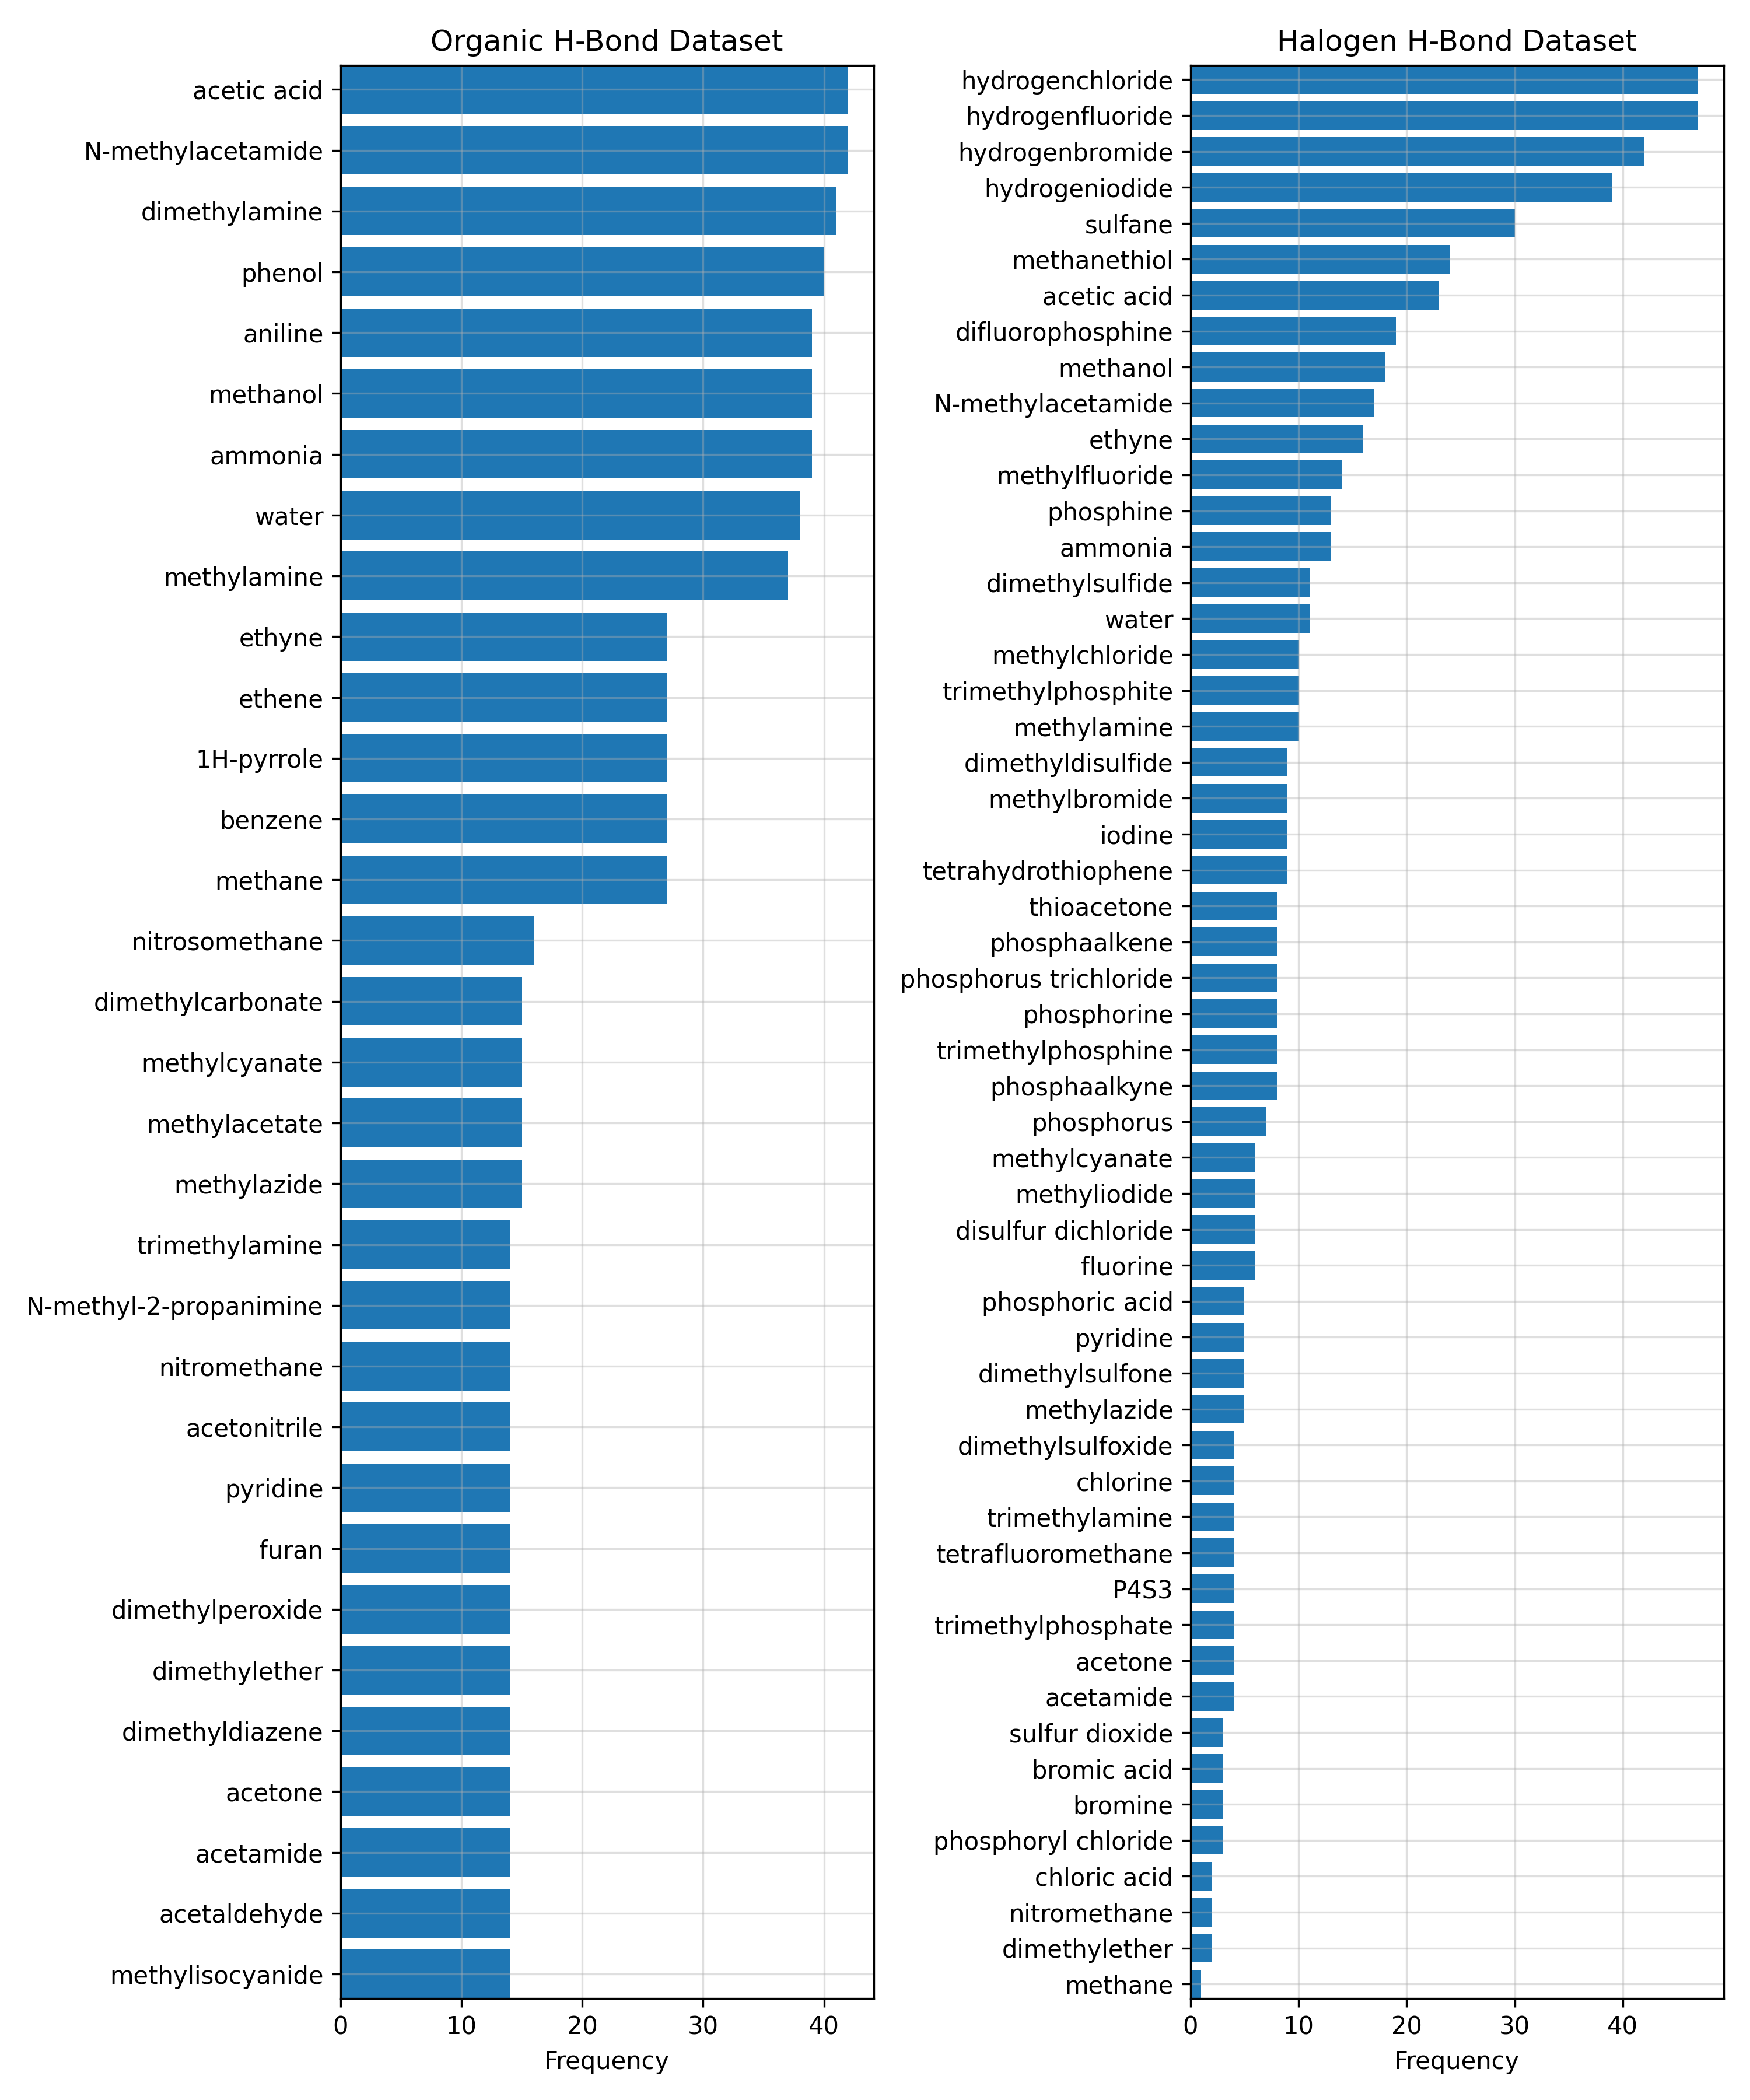 Organic H-Bond Dataset
acetic acid
N-methylacetamide
dimethylamine
phenol
aniline
methanol
ammonia
water
methylamine
ethyne
ethene
1H-pyrrole
benzene
methane
nitrosomethane
dimethylcarbonate
methylcyanate
methylacetate
methylazide
trimethylamine
N-methyl-2-propanimine
nitromethane
acetonitrile
pyridine
furan
dimethylperoxide
dimethylether
dimethyldiazene
acetone
acetamide
acetaldehyde
methylisocyanide
0 10 20 30 40
Frequency
Halogen H-Bond Dataset
hydrogenchloride
hydrogenfluoride
hydrogenbromide
hydrogeniodide
sulfane
methanethiol
acetic acid
difluorophosphine
methanol
N-methylacetamide
ethyne
methylfluoride
phosphine
ammonia
dimethylsulfide
water
methylchloride
trimethylphosphite
methylamine
dimethyldisulfide
methylbromide
iodine
tetrahydrothiophene
thioacetone
phosphaalkene
phosphorus trichloride
phosphorine
trimethylphosphine
phosphaalkyne
phosphorus
methylcyanate
methyliodide
disulfur dichloride
fluorine
phosphoric acid
pyridine
dimethylsulfone
methylazide
dimethylsulfoxide
chlorine
trimethylamine
tetrafluoromethane
P4S3
trimethylphosphate
acetone
acetamide
sulfur dioxide
bromic acid
bromine
phosphoryl chloride
chloric acid
nitromethane
dimethylether
methane
0 10 20 30 40
Frequency